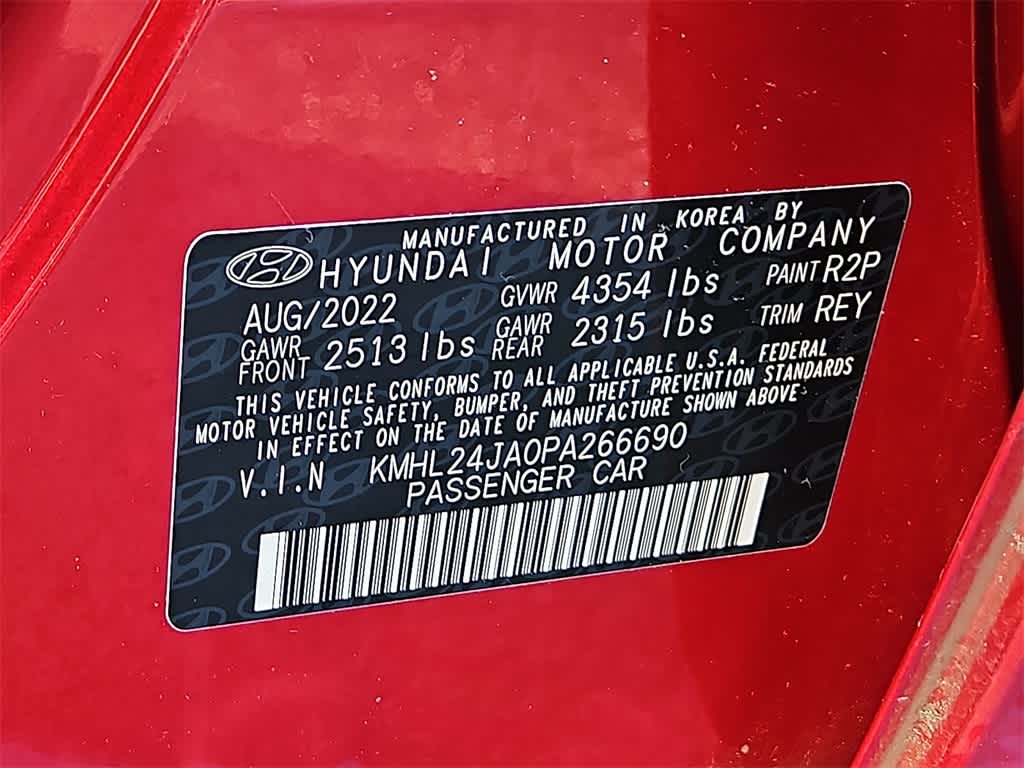 MANUFACTURED IN KOREA BY
HYUNDAI MOTOR COMPANY
AUG/2022 GVWR 4354 lbs PAINT R2P
GAWR FRONT 2513 lbs GAWR REAR 2315 lbs TRIM REY
THIS VEHICLE CONFORMS TO ALL APPLICABLE U.S.A. FEDERAL
MOTOR VEHICLE SAFETY, BUMPER, AND THEFT PREVENTION STANDARDS
IN EFFECT ON THE DATE OF MANUFACTURE SHOWN ABOVE
V.I.N KMHL24JA0PA266690
PASSENGER CAR